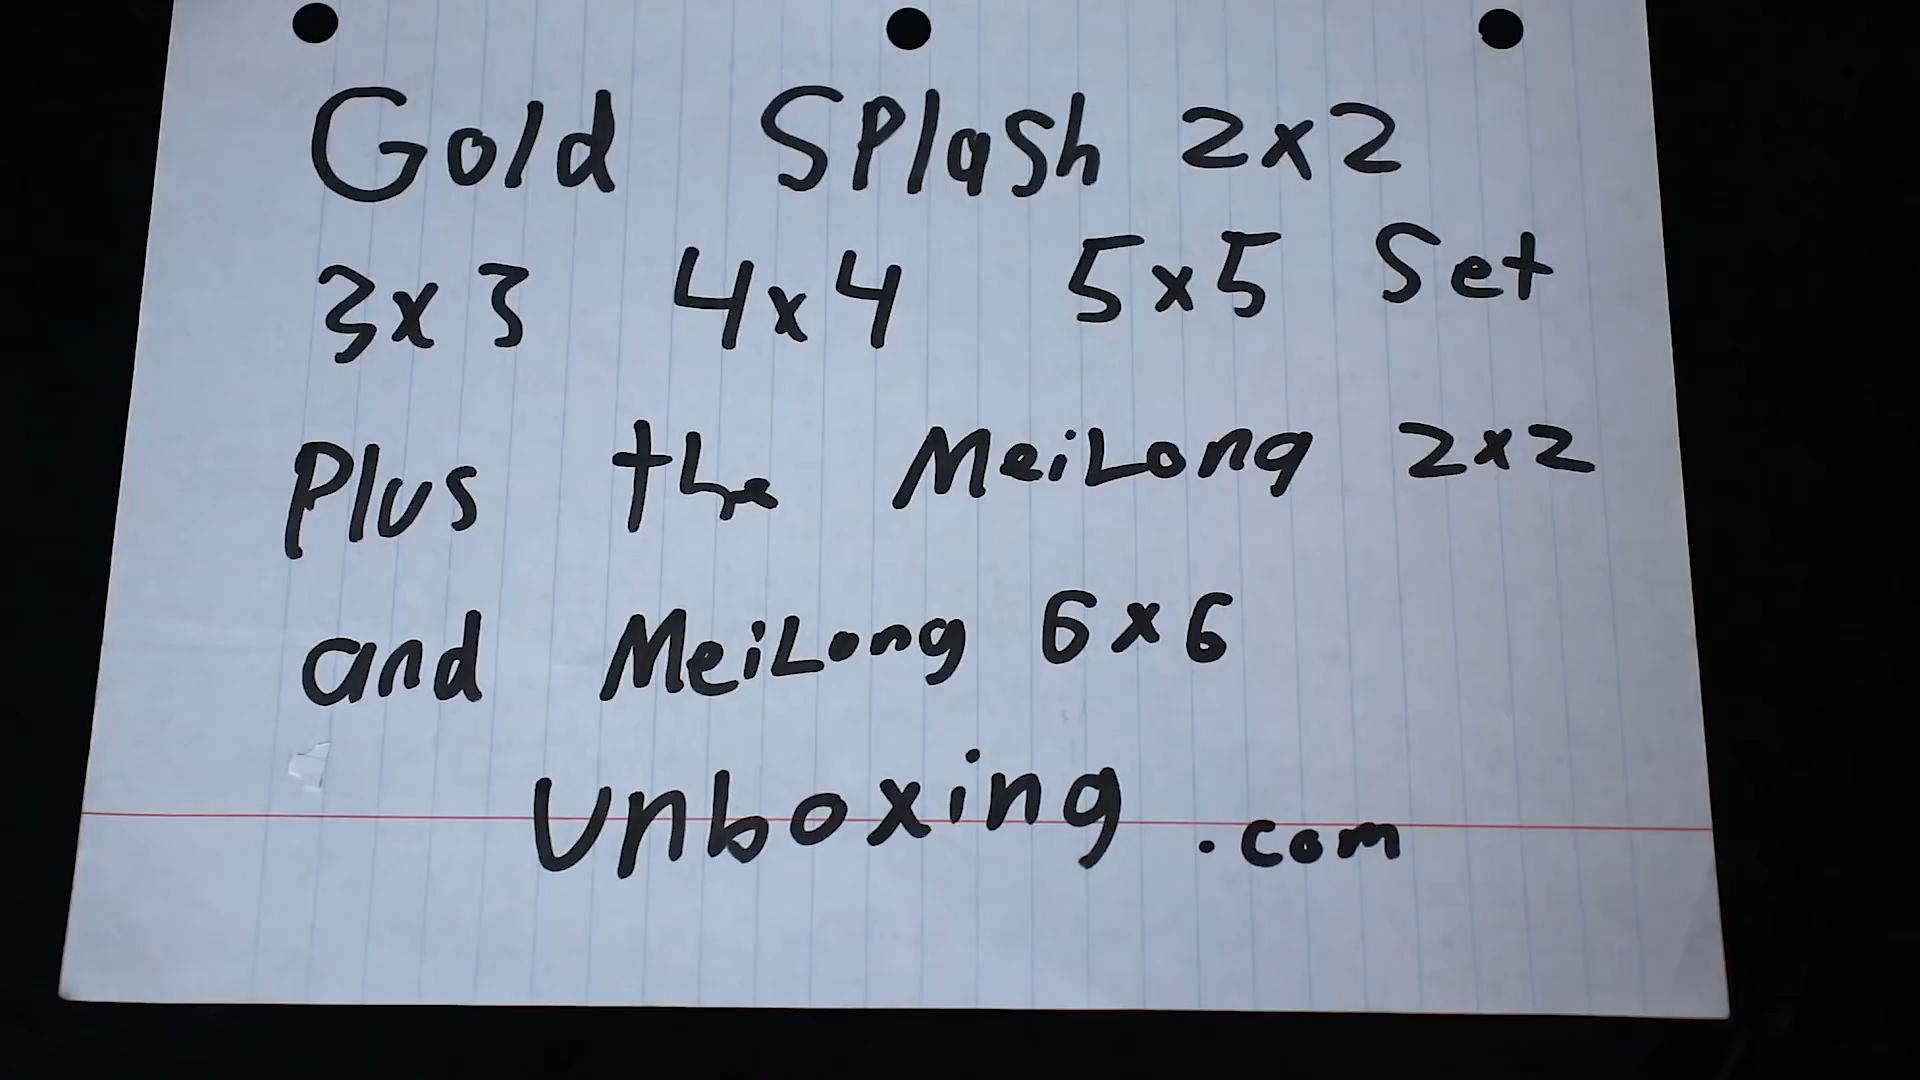 Gold Splash 2x2
3x3 4x4 5x5 Set
Plus the MeiLong 2x2
and MeiLong 6x6
unboxing .com